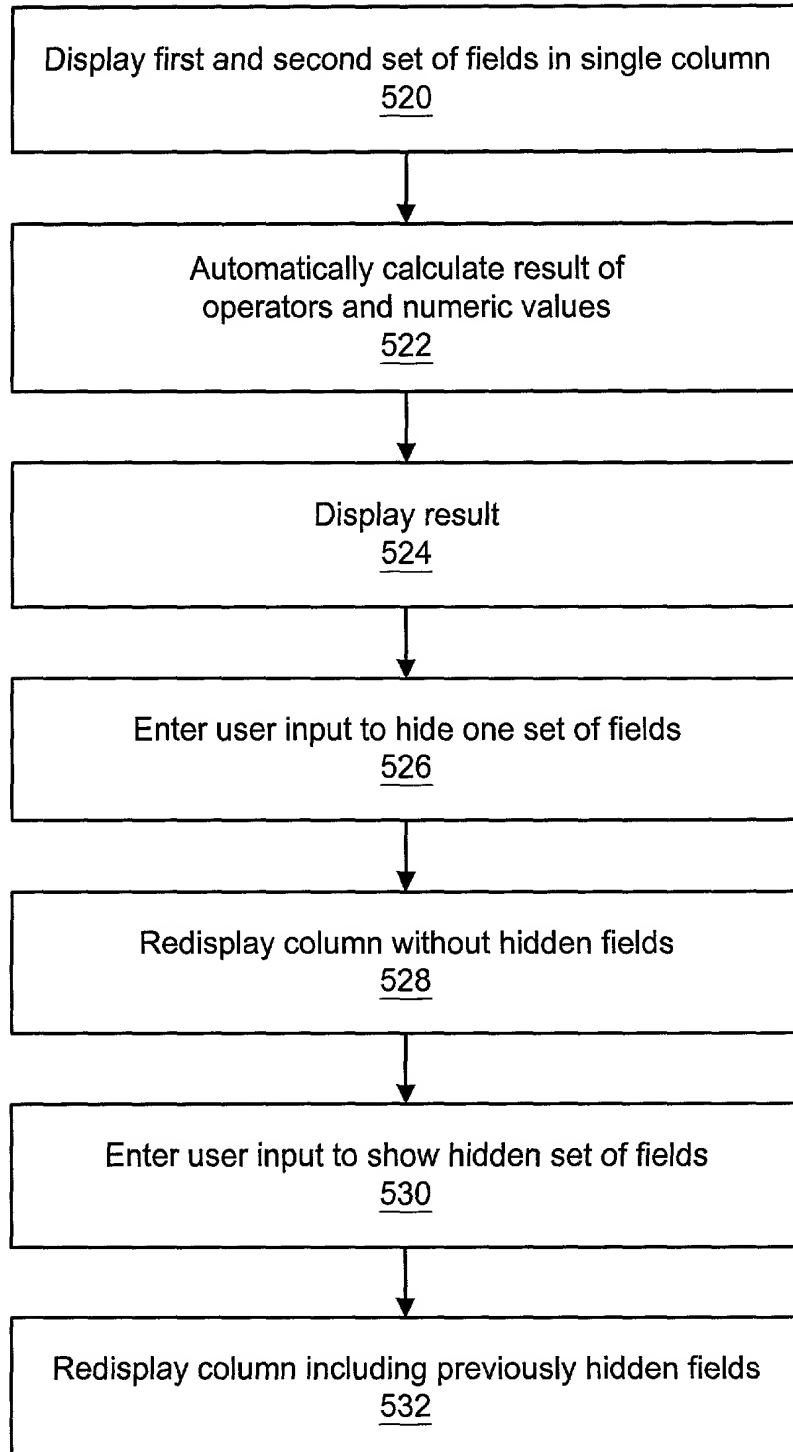 Display first and second set of fields in single column
520
Automatically calculate result of
operators and numeric values
522
Display result
524
Enter user input to hide one set of fields
526
Redisplay column without hidden fields
528
Enter user input to show hidden set of fields
530
Redisplay column including previously hidden fields
532